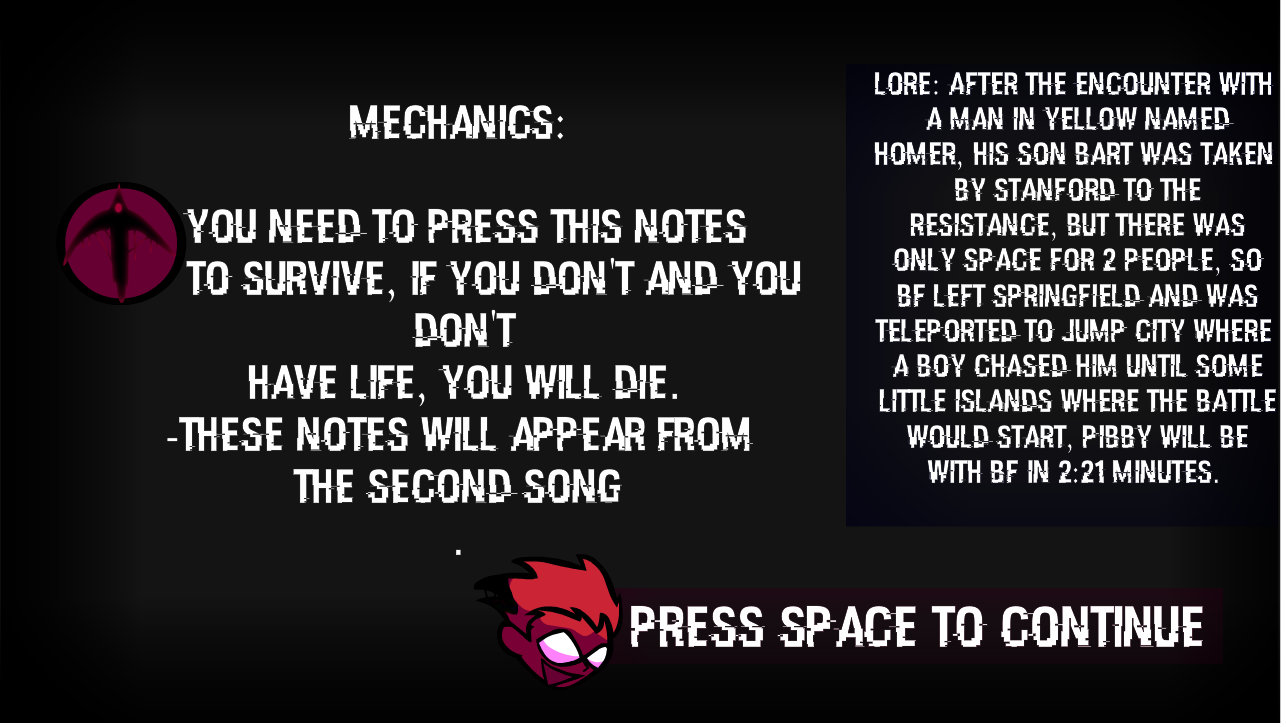 MECHANICS:
YOU NEED TO PRESS THIS NOTES
TO SURVIVE, IF YOU DON'T AND YOU
DON'T
HAVE LIFE, YOU WILL DIE.
-THESE NOTES WILL APPEAR FROM
THE SECOND SONG
.
LORE: AFTER THE ENCOUNTER WITH
A MAN IN YELLOW NAMED
HOMER, HIS SON BART WAS TAKEN
BY STANFORD TO THE
RESISTANCE, BUT THERE WAS
ONLY SPACE FOR 2 PEOPLE, SO
BF LEFT SPRINGFIELD AND WAS
TELEPORTED TO JUMP CITY WHERE
A BOY CHASED HIM UNTIL SOME
LITTLE ISLANDS WHERE THE BATTLE
WOULD START, PIBBY WILL BE
WITH BF IN 2:21 MINUTES.
PRESS SPACE TO CONTINUE